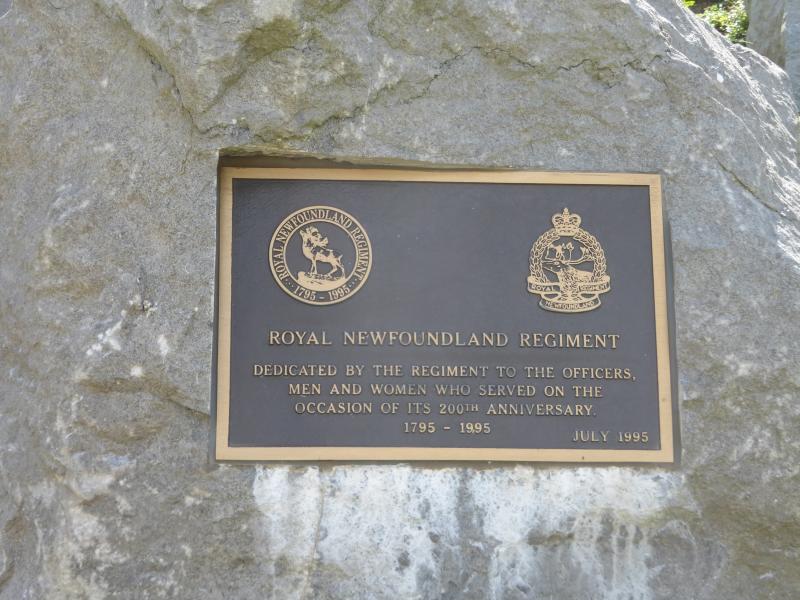 ROYAL NEWFOUNDLAND REGIMENT
1795 - 1995
ROYAL REGIMENT
NEWFOUNDLAND
ROYAL NEWFOUNDLAND REGIMENT
DEDICATED BY THE REGIMENT TO THE OFFICERS,
MEN AND WOMEN WHO SERVED ON THE
OCCASION OF ITS 200TH ANNIVERSARY.
1795 - 1995
JULY 1995